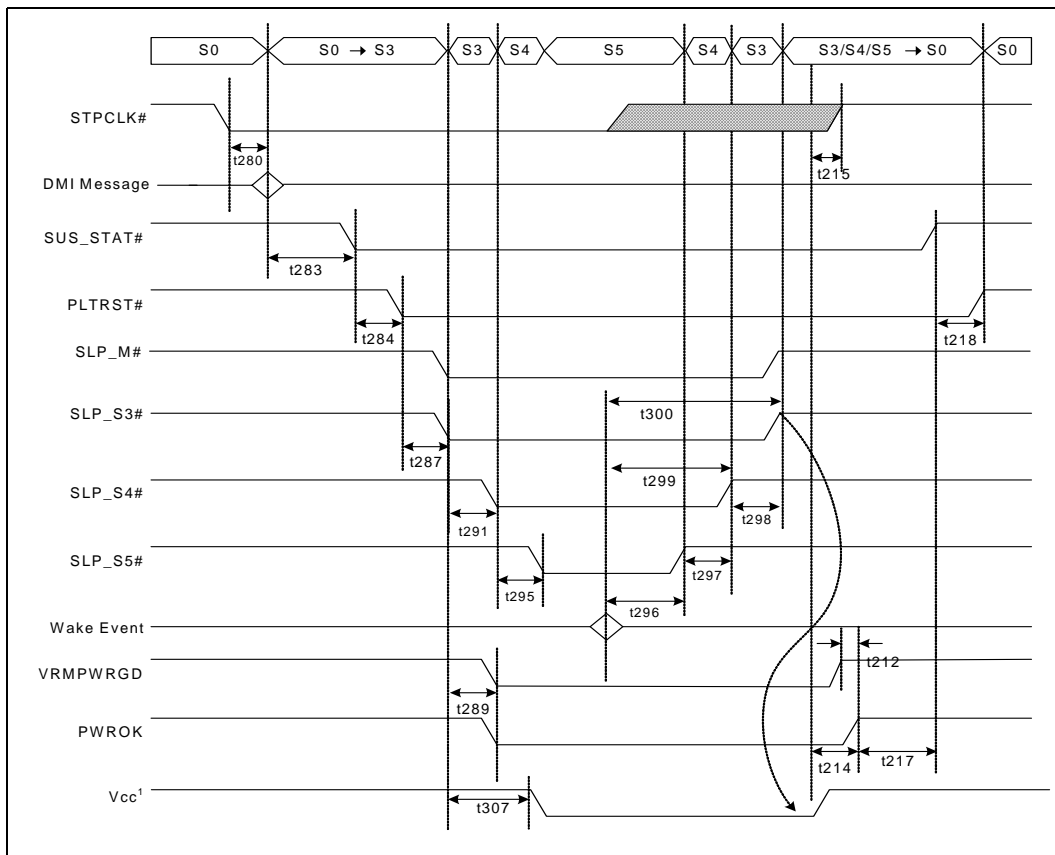 S0 S0 → S3 S3 S4 S5 S4 S3 S3/S4/S5 → S0 S0
STPCLK#
t280
t215
DMI Message
SUS_STAT#
t283
PLTRST#
t284
t218
SLP_M#
t300
SLP_S3#
t287
t299
SLP_S4#
t291
t298
SLP_S5#
t295
t297
t296
Wake Event
t212
VRMPWRGD
t289
PWROK
t214
t217
Vcc¹
t307